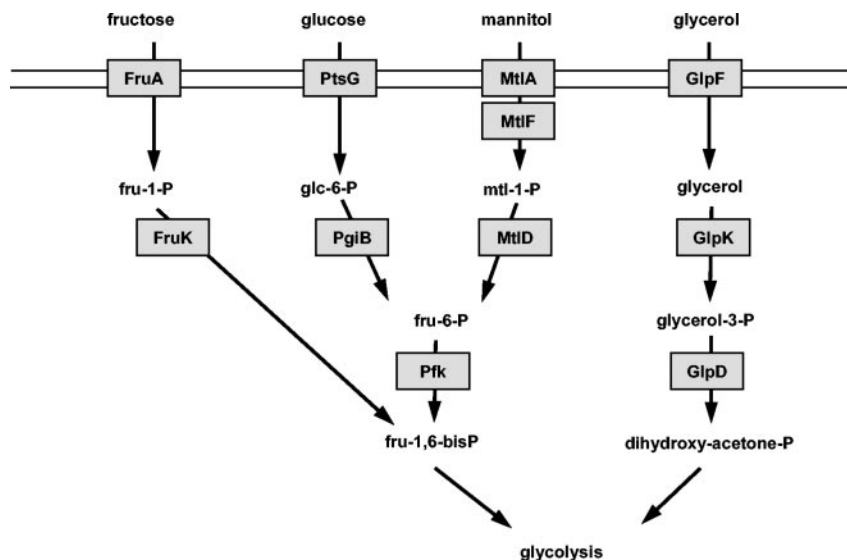 fructose glucose mannitol glycerol
FruA PtsG MtlA GlpF
MtlF
fru-1-P glc-6-P mtl-1-P glycerol
FruK PgiB MtlD GlpK
fru-6-P glycerol-3-P
Pfk GlpD
fru-1,6-bisP dihydroxy-acetone-P
glycolysis